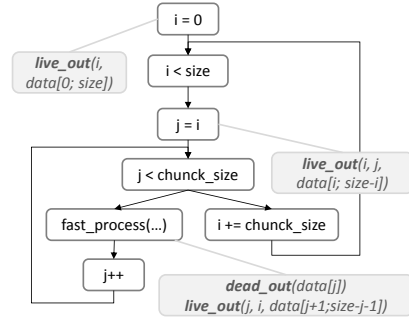 i = 0
live_out(i,
data[0; size])
i < size
j = i
live_out(i, j,
data[i; size-i])
j < chunck_size
fast_process(...)
i += chunck_size
j++
dead_out(data[j])
live_out(j, i, data[j+1;size-j-1])